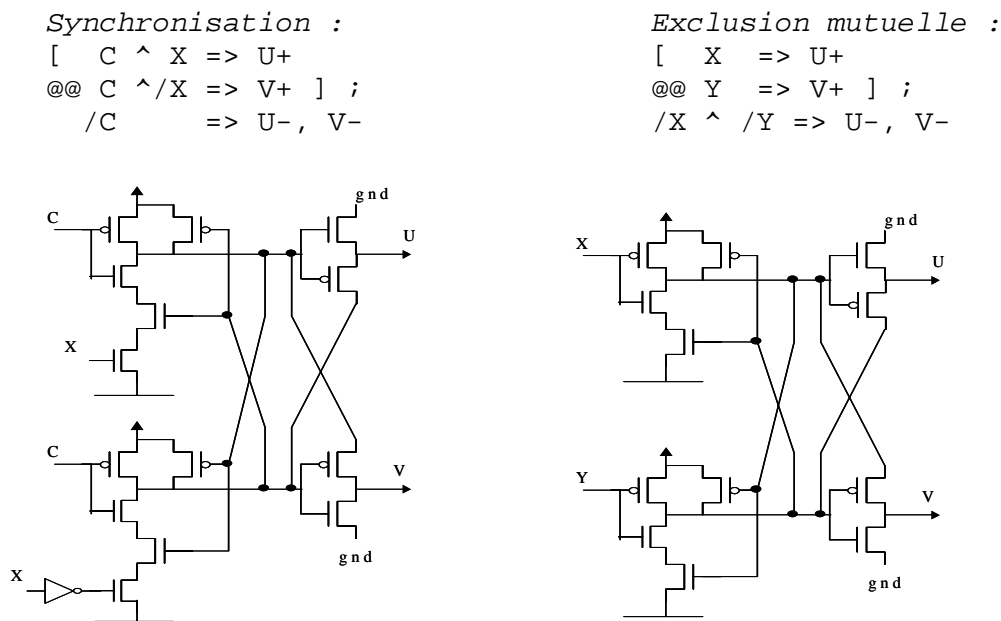 Synchronisation :
[ C ^ X => U+
@@ C ^/X => V+ ] ;
/C => U-, V-
Exclusion mutuelle :
[ X => U+
@@ Y => V+ ] ;
/X ^ /Y => U-, V-
gnd
C
U
X
C
V
gnd
X
gnd
X
U
Y
V
gnd